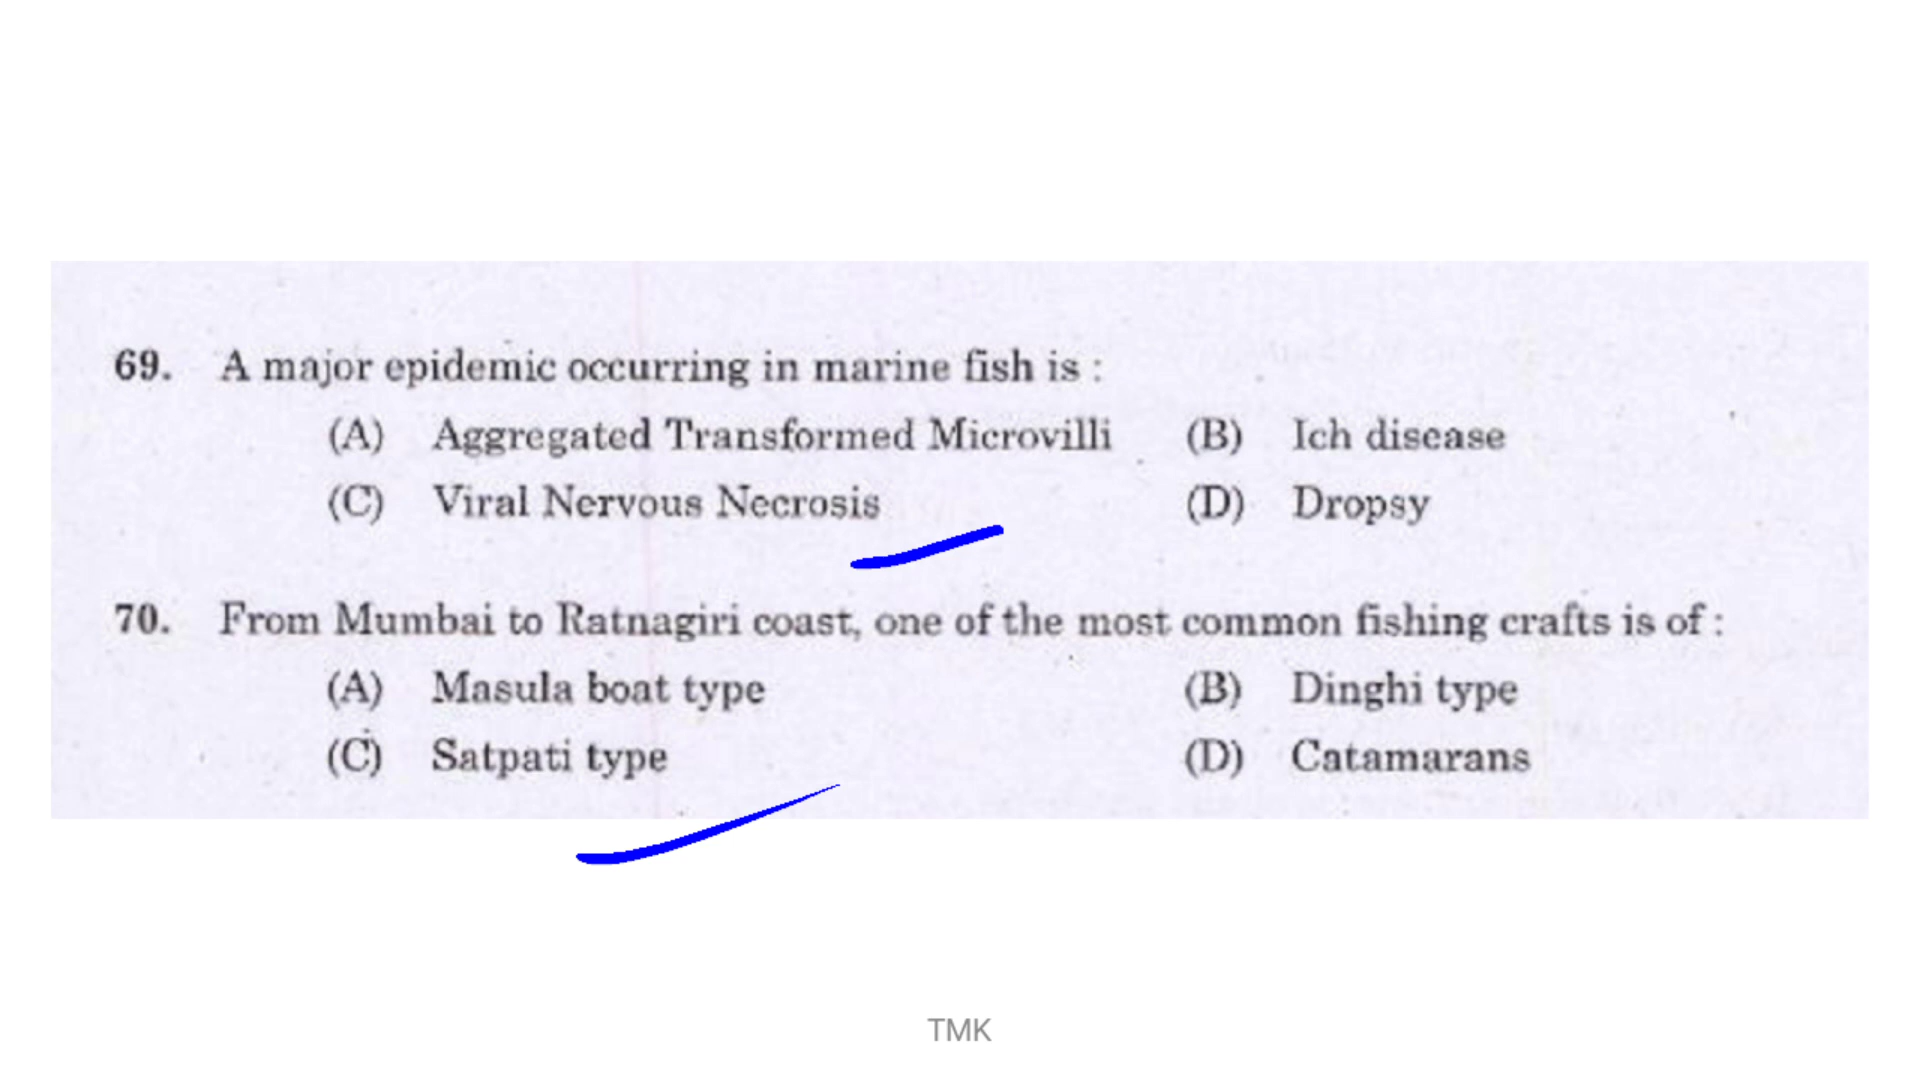 69. A major epidemic occurring in marine fish is :
(A) Aggregated Transformed Microvilli (B) Ich disease
(C) Viral Nervous Necrosis (D) Dropsy
70. From Mumbai to Ratnagiri coast, one of the most common fishing crafts is of :
(A) Masula boat type (B) Dinghi type
(C) Satpati type (D) Catamarans
TMK